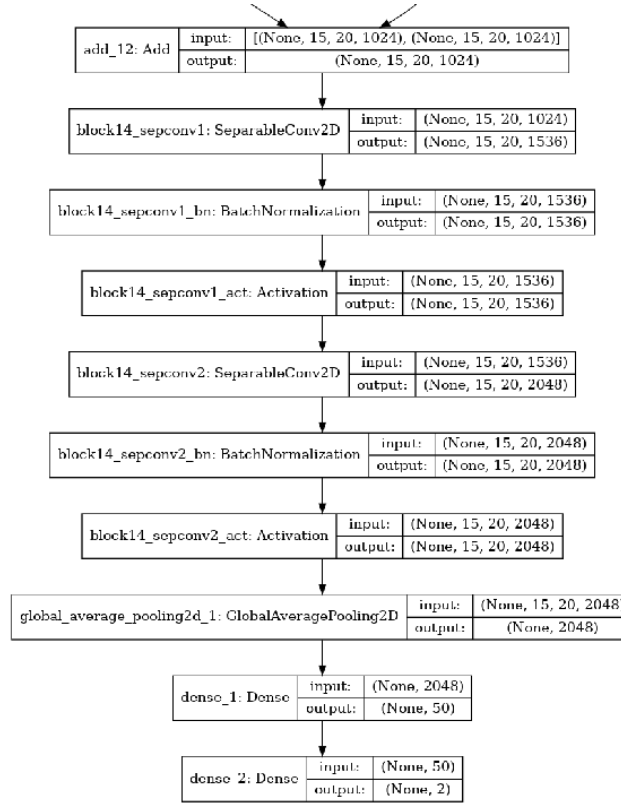 add_12: Add
input: [(None, 15, 20, 1024), (None, 15, 20, 1024)]
output: (None, 15, 20, 1024)
block14_sepconv1: SeparableConv2D
input: (None, 15, 20, 1024)
output: (None, 15, 20, 1536)
block14_sepconv1_bn: BatchNormalization
input: (None, 15, 20, 1536)
output: (None, 15, 20, 1536)
block14_sepconv1_act: Activation
input: (None, 15, 20, 1536)
output: (None, 15, 20, 1536)
block14_sepconv2: SeparableConv2D
input: (None, 15, 20, 1536)
output: (None, 15, 20, 2048)
block14_sepconv2_bn: BatchNormalization
input: (None, 15, 20, 2048)
output: (None, 15, 20, 2048)
block14_sepconv2_act: Activation
input: (None, 15, 20, 2048)
output: (None, 15, 20, 2048)
global_average_pooling2d_1: GlobalAveragePooling2D
input: (None, 15, 20, 2048)
output: (None, 2048)
dense_1: Dense
input: (None, 2048)
output: (None, 50)
dense_2: Dense
input: (None, 50)
output: (None, 2)